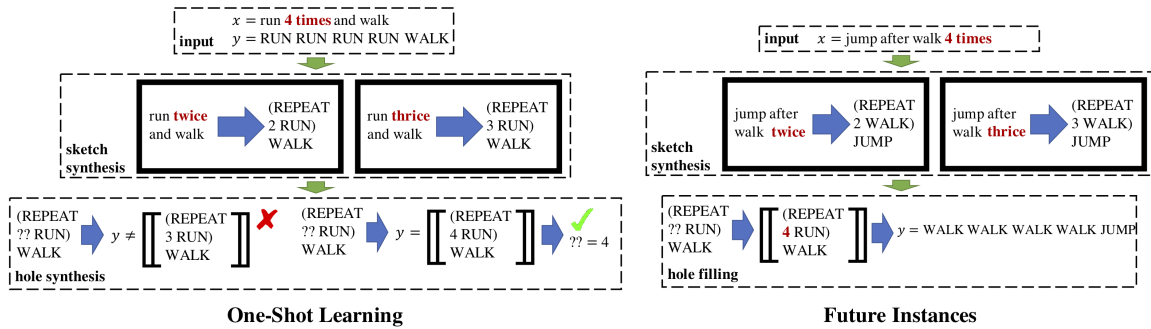 x = run 4 times and walk
input
y = RUN RUN RUN RUN WALK
run twice
and walk
(REPEAT
2 RUN)
WALK
run thrice
and walk
(REPEAT
3 RUN)
WALK
sketch
synthesis
(REPEAT
?? RUN)
WALK
y ≠
(REPEAT
3 RUN)
WALK
(REPEAT
?? RUN)
WALK
y =
(REPEAT
4 RUN)
WALK
?? = 4
hole synthesis
One-Shot Learning
input
x = jump after walk 4 times
jump after
walk twice
(REPEAT
2 WALK)
JUMP
jump after
walk thrice
(REPEAT
3 WALK)
JUMP
sketch
synthesis
(REPEAT
?? RUN)
WALK
(REPEAT
4 RUN)
WALK
y = WALK WALK WALK WALK JUMP
hole filling
Future Instances